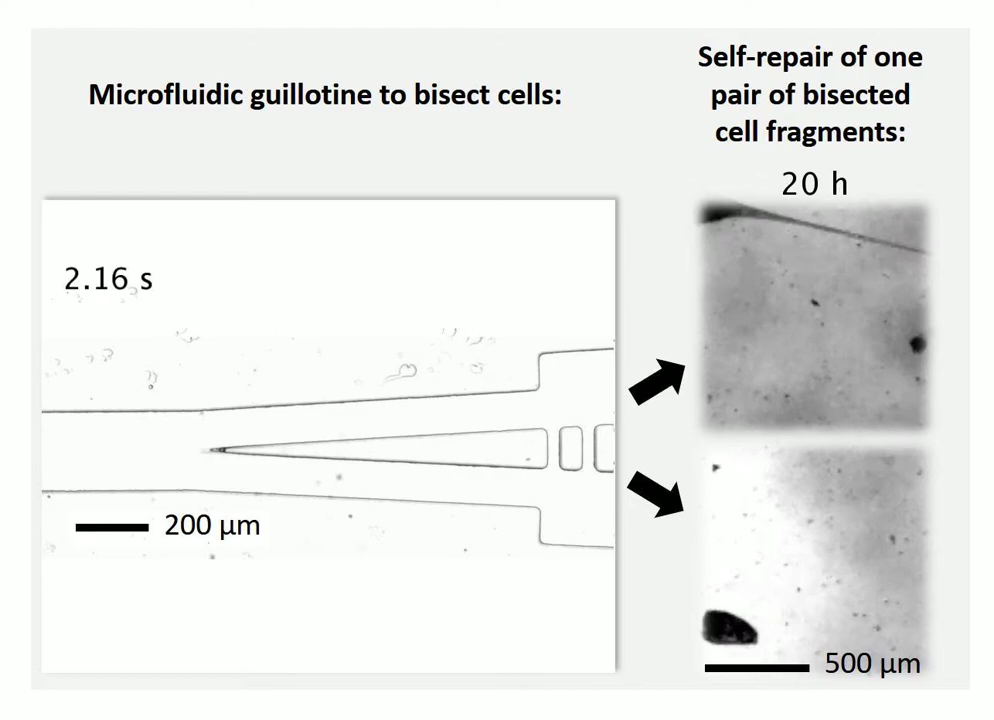 Microfluidic guillotine to bisect cells:
Self-repair of one
pair of bisected
cell fragments:
20 h
2.16 s
200 μm
500 μm